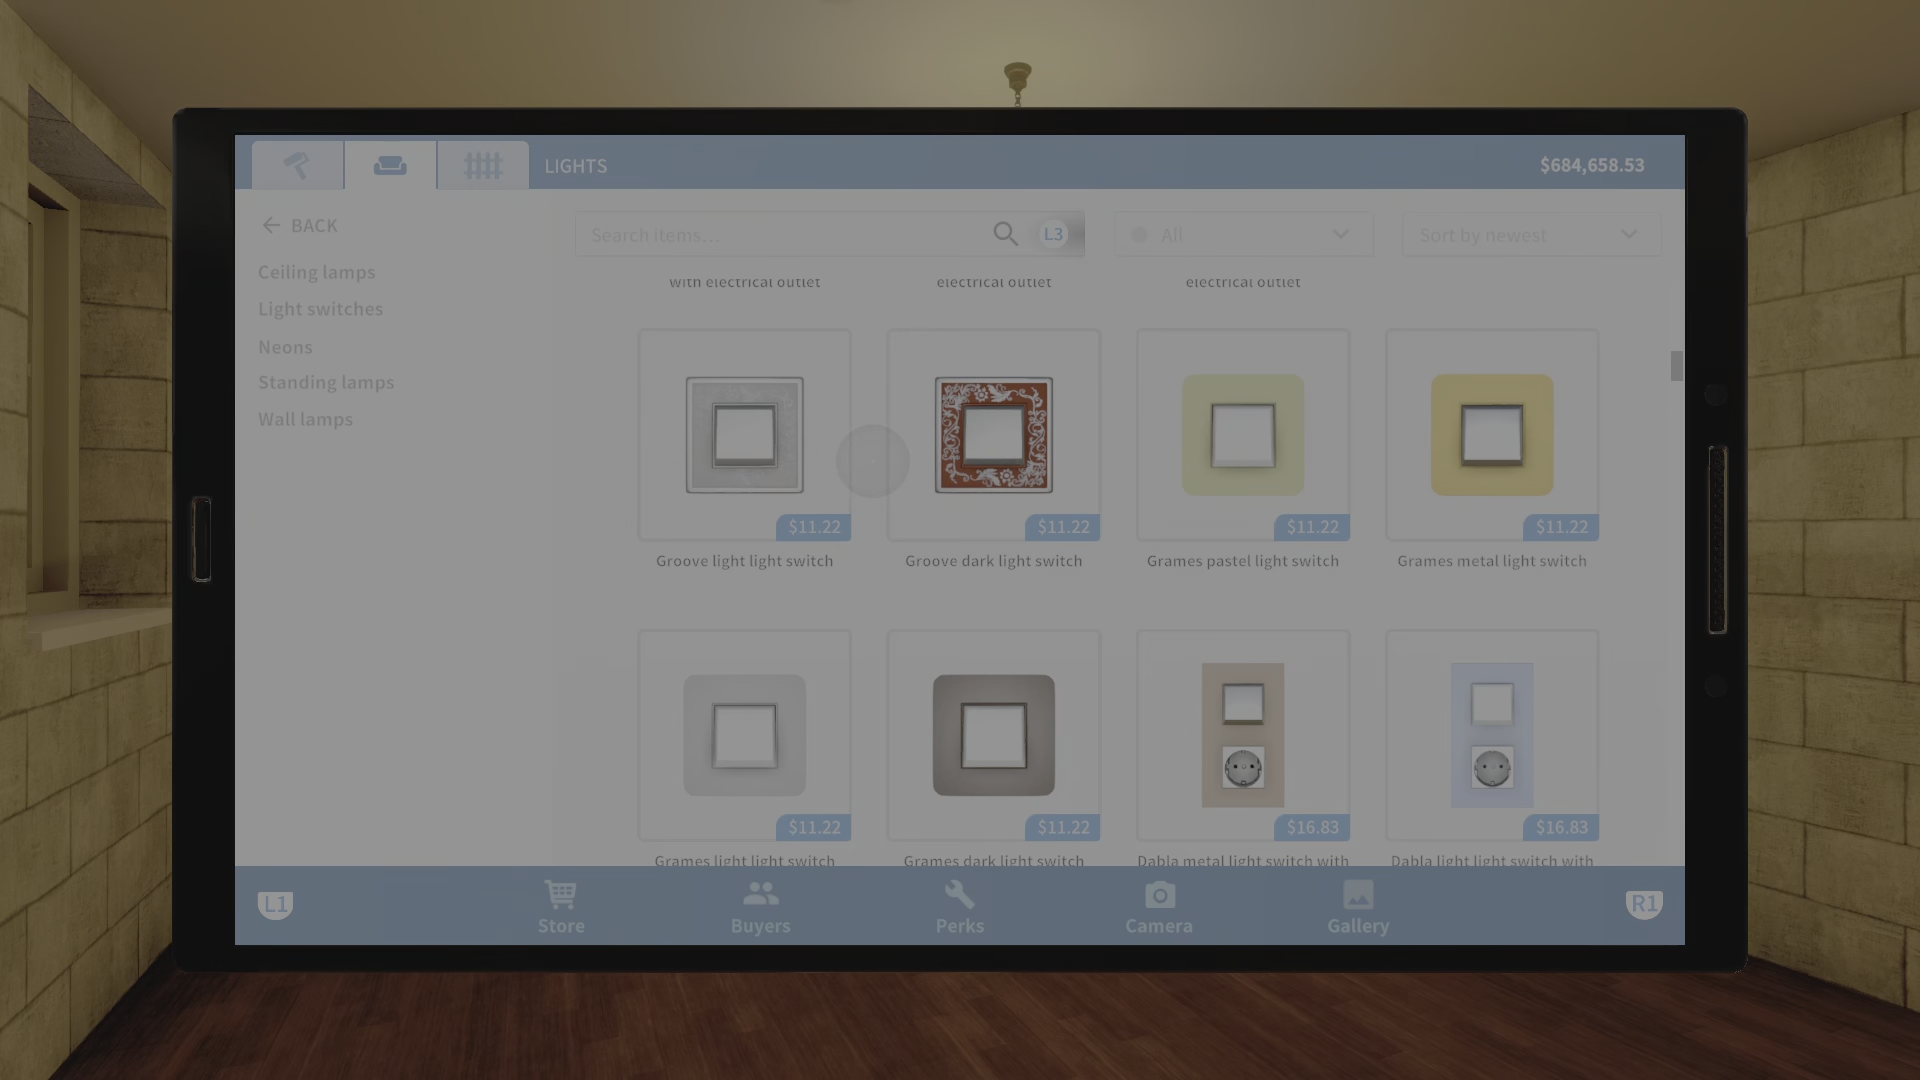 LIGHTS
$684,658.53
BACK
Search items...
L3
All
Sort by newest
Ceiling lamps
Light switches
Neons
Standing lamps
Wall lamps
with electrical outlet
electrical outlet
electrical outlet
$11.22
$11.22
$11.22
$11.22
Groove light light switch
Groove dark light switch
Grames pastel light switch
Grames metal light switch
$11.22
$11.22
$16.83
$16.83
Grames light light switch
Grames dark light switch
Dabla metal light switch with
Dabla light light switch with
L1
Store
Buyers
Perks
Camera
Gallery
R1